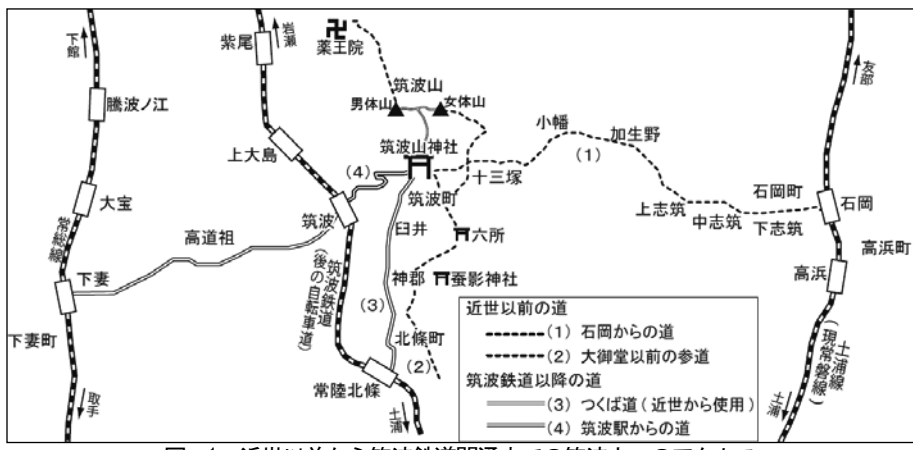 下館
騰波ノ江
大宝
常総線
下妻
下妻町
取手
高道祖
紫尾
岩瀬
上大島
筑波
筑波鉄道
(後の自転車道)
常陸北條
土浦
卍
薬王院
筑波山
男体山
女体山
筑波山神社
(4)
筑波町
臼井
(3)
六所
神郡
蚕影神社
北條町
(2)
十三塚
小幡
加生野
(1)
上志筑
中志筑
下志筑
石岡町
石岡
高浜町
高浜
友部
土浦線
(現常磐線)
土浦
近世以前の道
(1) 石岡からの道
(2) 大御堂以前の参道
筑波鉄道以降の道
(3) つくば道(近世から使用)
(4) 筑波駅からの道